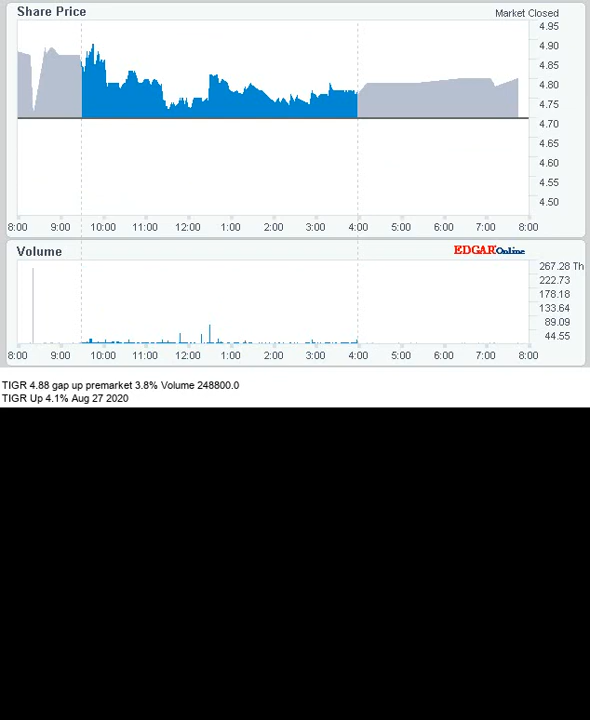 Share Price
Market Closed
4.95
4.90
4.85
4.80
4.75
4.70
4.65
4.60
4.55
4.50
8:00 9:00 10:00 11:00 12:00 1:00 2:00 3:00 4:00 5:00 6:00 7:00 8:00
Volume
EDGAR Online
267.28 Th
222.73
178.18
133.64
89.09
44.55
8:00 9:00 10:00 11:00 12:00 1:00 2:00 3:00 4:00 5:00 6:00 7:00 8:00
TIGR 4.88 gap up premarket 3.8% Volume 248800.0
TIGR Up 4.1% Aug 27 2020